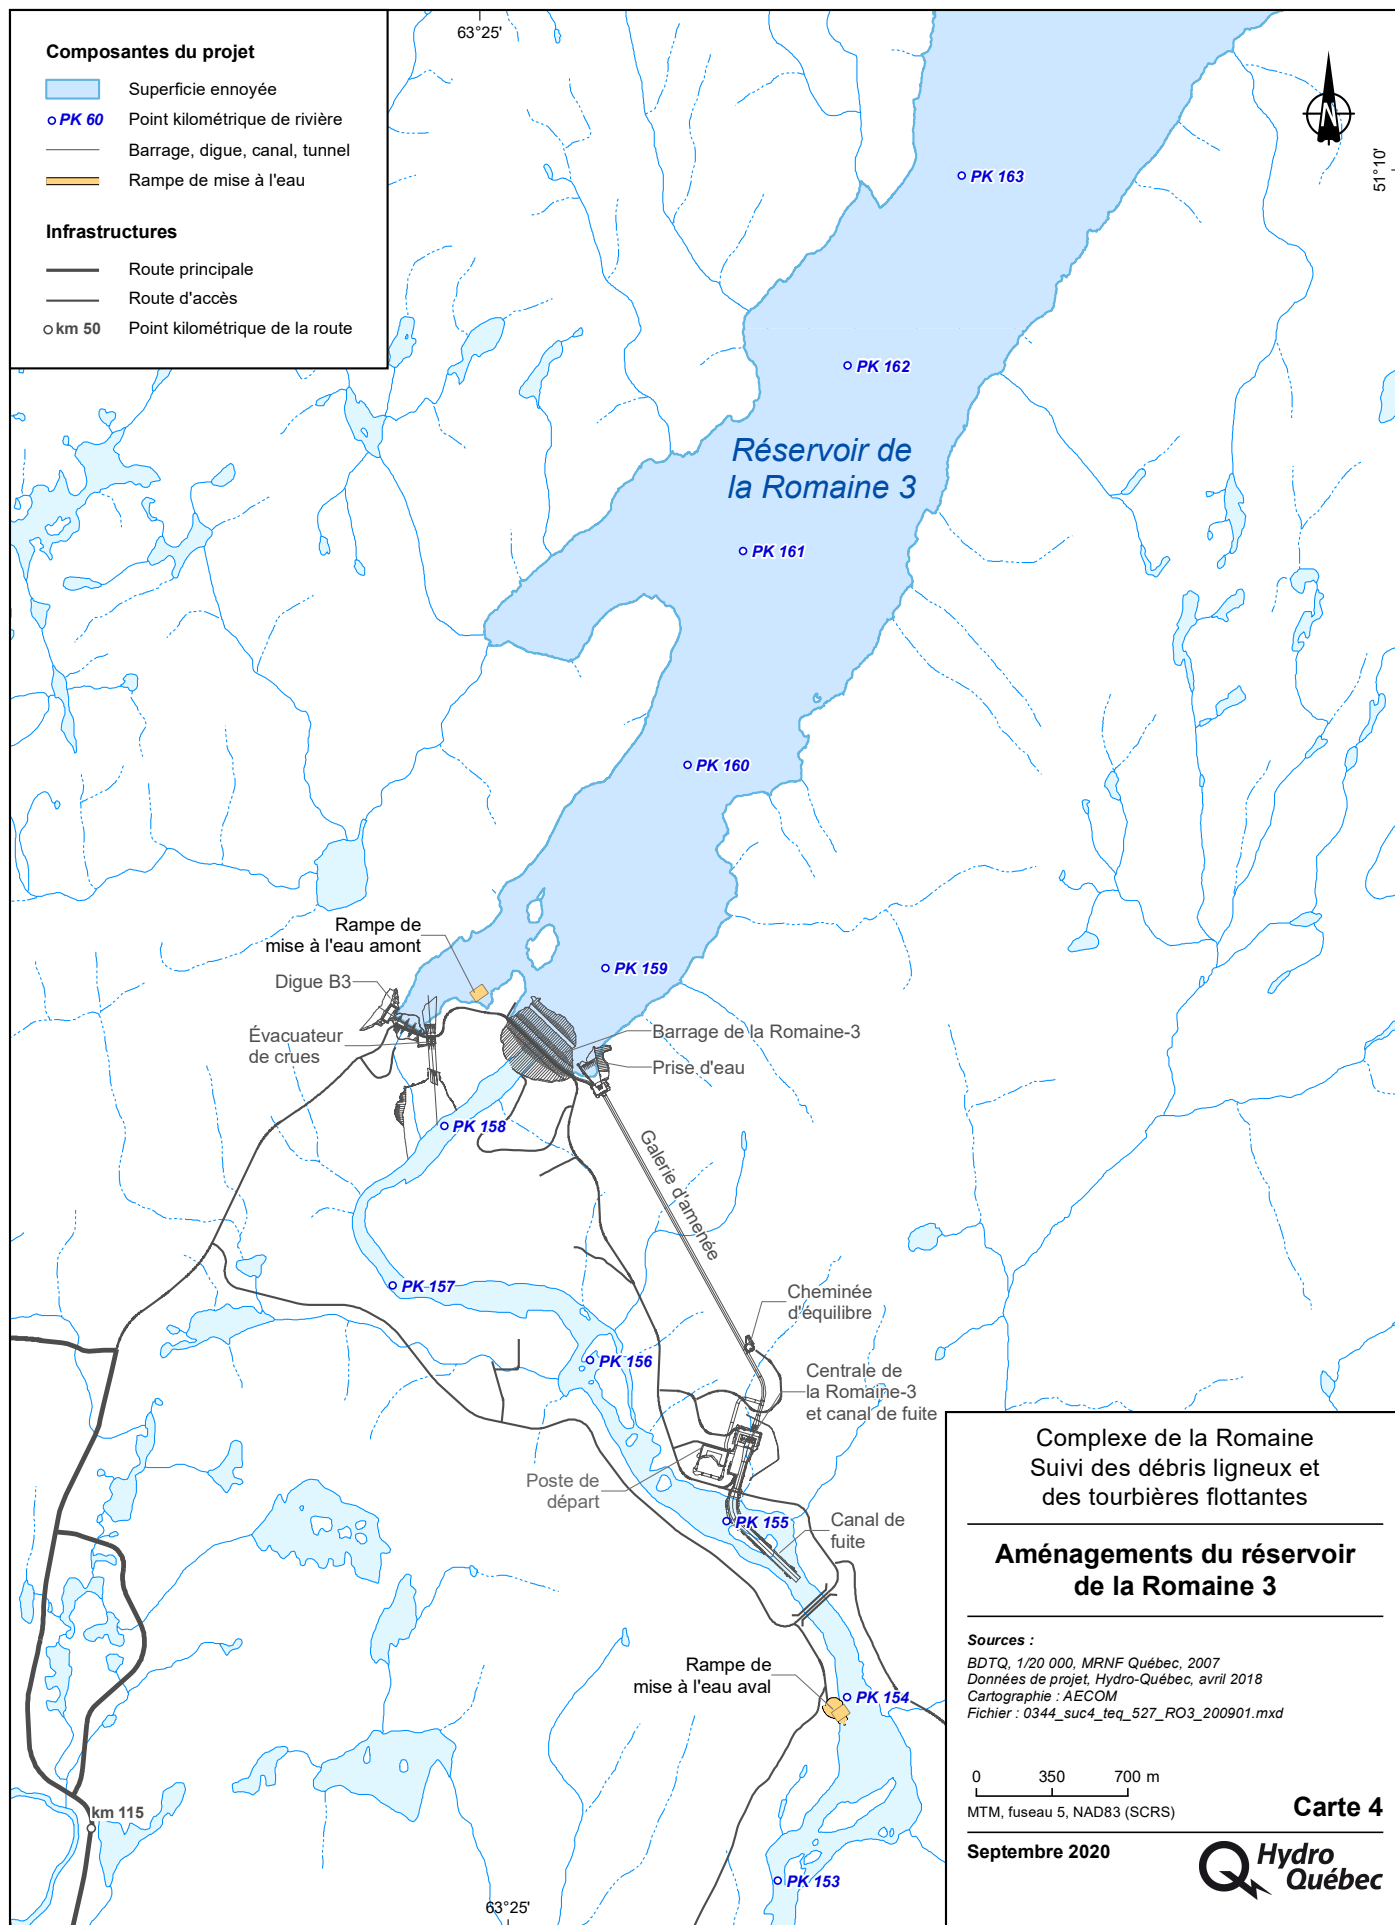 63°25'
Composantes du projet
Superficie ennoyée
PK 60 Point kilométrique de rivière
Barrage, digue, canal, tunnel
Rampe de mise à l'eau
Infrastructures
Route principale
Route d'accès
km 50 Point kilométrique de la route
N
51°10'
PK 163
PK 162
Réservoir de
la Romaine 3
PK 161
PK 160
Rampe de
mise à l'eau amont
PK 159
Digue B3
Évacuateur
de crues
Barrage de la Romaine-3
Prise d'eau
PK 158
Galerie d'amenée
PK 157
Cheminée
d'équilibre
PK 156
Centrale de
la Romaine-3
et canal de fuite
Poste de
départ
PK 155
Canal de
fuite
Rampe de
mise à l'eau aval
PK 154
km 115
PK 153
63°25'
Complexe de la Romaine
Suivi des débris ligneux et
des tourbières flottantes
Aménagements du réservoir
de la Romaine 3
Sources :
BDTQ, 1/20 000, MRNF Québec, 2007
Données de projet, Hydro-Québec, avril 2018
Cartographie : AECOM
Fichier : 0344_suc4_teq_527_RO3_200901.mxd
0 350 700 m
MTM, fuseau 5, NAD83 (SCRS)
Carte 4
Septembre 2020
Hydro
Québec